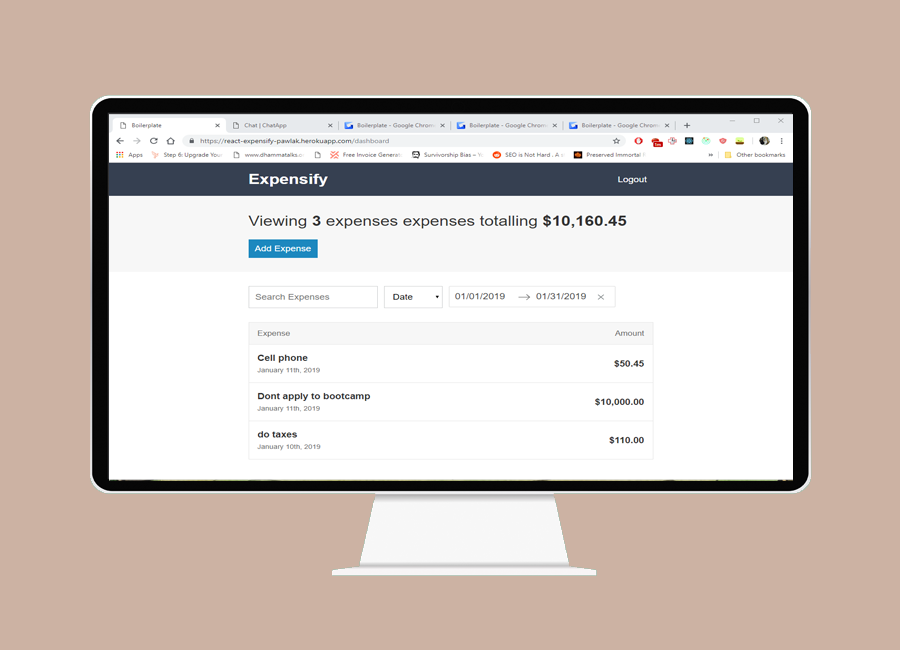 Boilerplate
Chat | ChatApp
Boilerplate - Google Chrom
Boilerplate - Google Chrom
Boilerplate - Google Chrom
https://react-expensify-pawlak.herokuapp.com/dashboard
Apps
Step 6: Upgrade You
www.dhammatalks.o
Free Invoice Generat
Survivorship Bias -
SEO is Not Hard . A
Preserved Immortal
Other bookmarks
Expensify
Logout
Viewing 3 expenses expenses totalling $10,160.45
Add Expense
Search Expenses
Date
01/01/2019
01/31/2019
Expense
Amount
Cell phone
January 11th, 2019
$50.45
Dont apply to bootcamp
January 11th, 2019
$10,000.00
do taxes
January 10th, 2019
$110.00